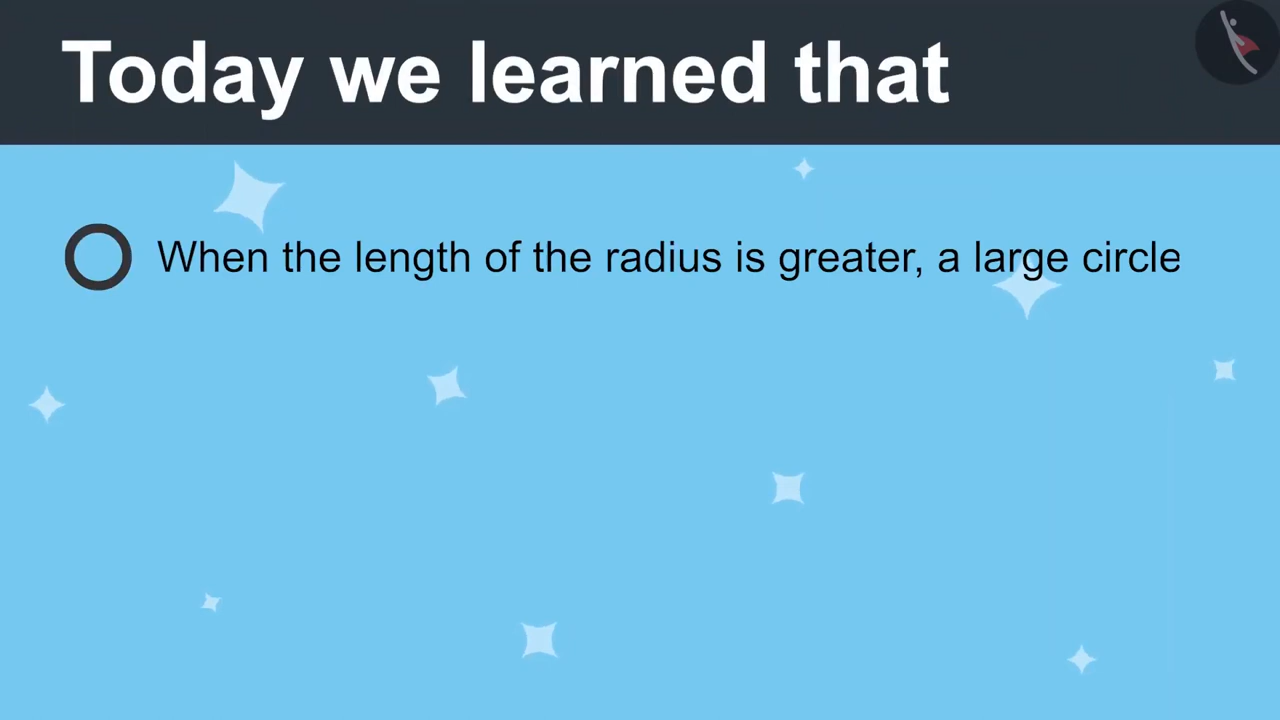 Today we learned that
When the length of the radius is greater, a large circle